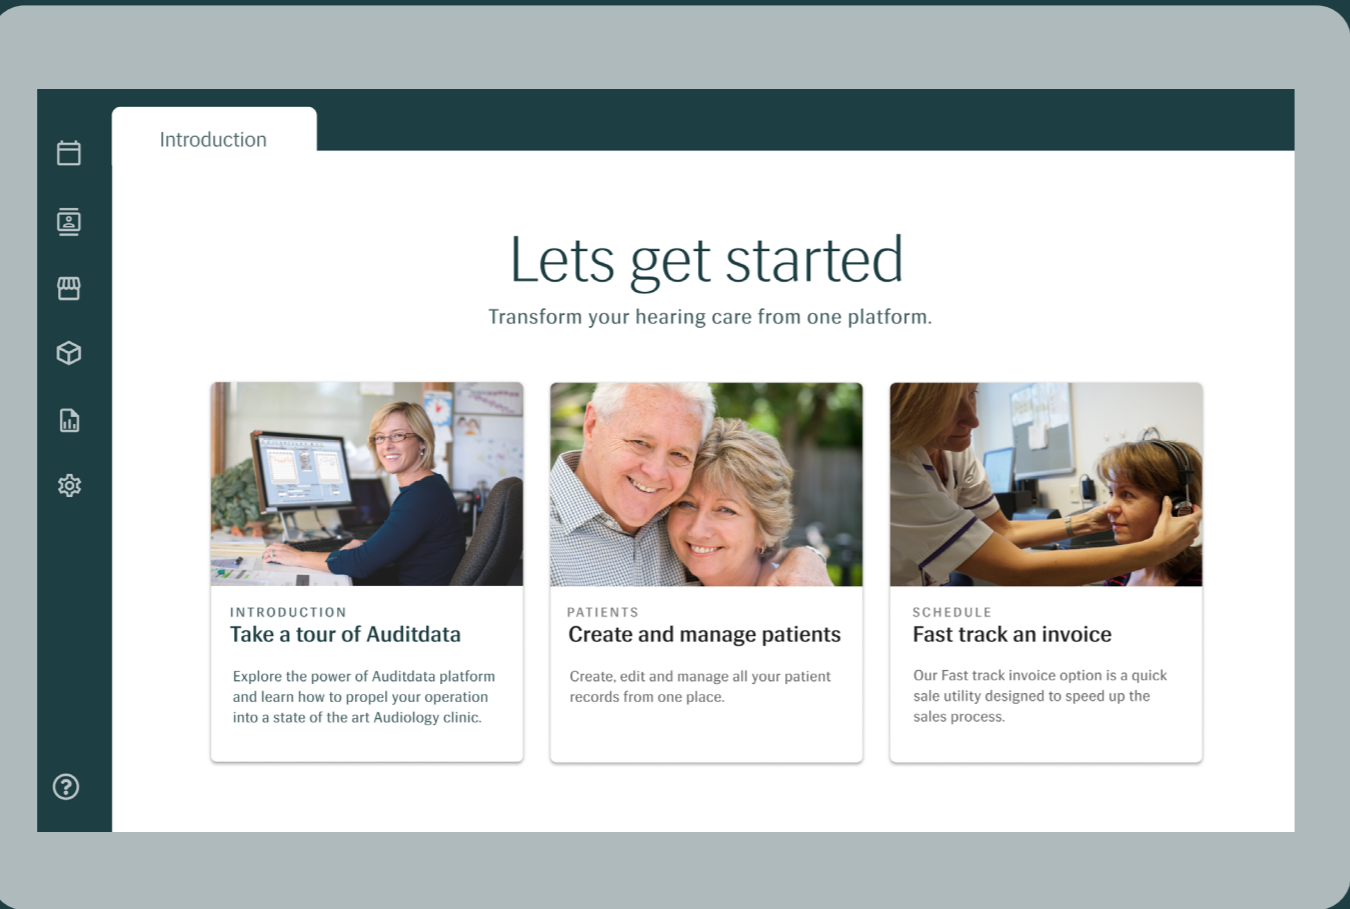 Introduction
Lets get started
Transform your hearing care from one platform.
INTRODUCTION
Take a tour of Auditdata
Explore the power of Auditdata platform
and learn how to propel your operation
into a state of the art Audiology clinic.
PATIENTS
Create and manage patients
Create, edit and manage all your patient
records from one place.
SCHEDULE
Fast track an invoice
Our Fast track invoice option is a quick
sale utility designed to speed up the
sales process.